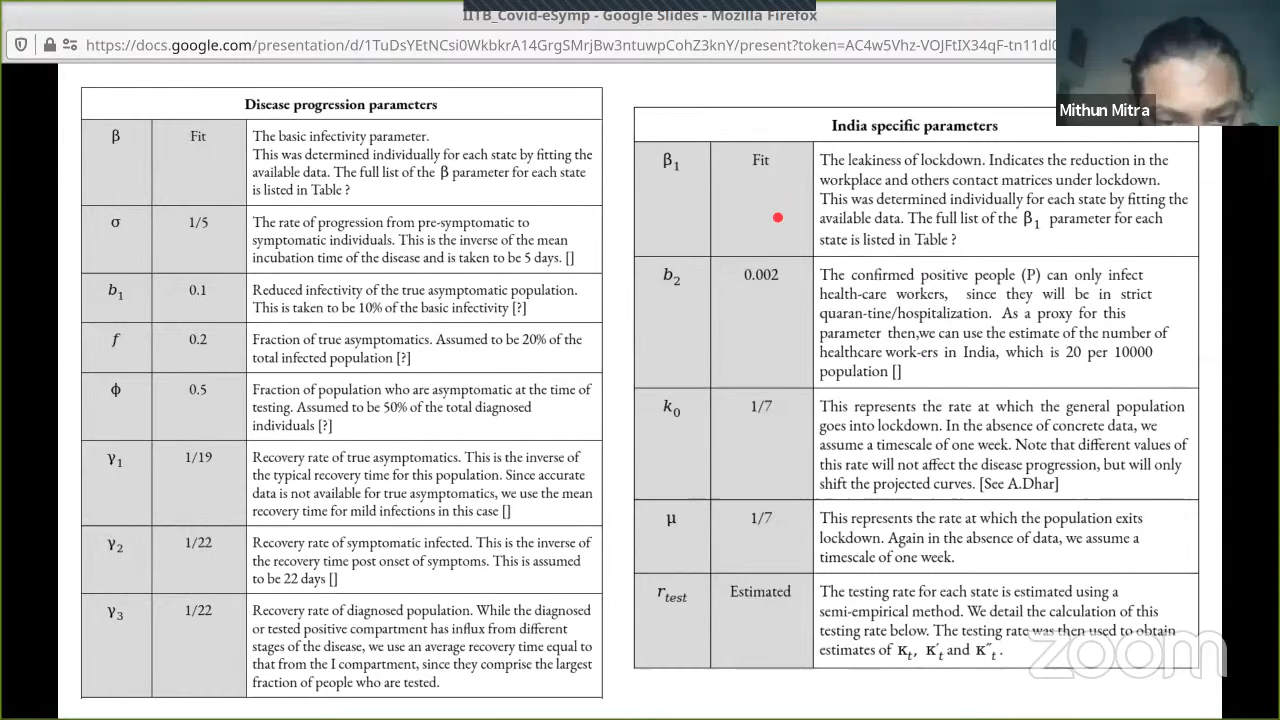 IITB_Covid-eSymp - Google Slides - Mozilla Firefox
https://docs.google.com/presentation/d/1TuDsYEtNCsi0WkbkrA14GrgSMrjBw3ntuwpCohZ3knY/present?token=AC4w5Vhz-VOJFtIX34qF-tn11dI
Mithun Mitra
Disease progression parameters
β Fit The basic infectivity parameter.
This was determined individually for each state by fitting the
available data. The full list of the β parameter for each state
is listed in Table ?
σ 1/5 The rate of progression from pre-symptomatic to
symptomatic individuals. This is the inverse of the mean
incubation time of the disease and is taken to be 5 days. []
b₁ 0.1 Reduced infectivity of the true asymptomatic population.
This is taken to be 10% of the basic infectivity [?]
f 0.2 Fraction of true asymptomatics. Assumed to be 20% of the
total infected population [?]
ϕ 0.5 Fraction of population who are asymptomatic at the time of
testing. Assumed to be 50% of the total diagnosed
individuals [?]
γ₁ 1/19 Recovery rate of true asymptomatics. This is the inverse of
the typical recovery time for this population. Since accurate
data is not available for true asymptomatics, we use the mean
recovery time for mild infections in this case []
γ₂ 1/22 Recovery rate of symptomatic infected. This is the inverse of
the recovery time post onset of symptoms. This is assumed
to be 22 days []
γ₃ 1/22 Recovery rate of diagnosed population. While the diagnosed
or tested positive compartment has influx from different
stages of the disease, we use an average recovery time equal to
that from the I compartment, since they comprise the largest
fraction of people who are tested.
India specific parameters
β₁ Fit The leakiness of lockdown. Indicates the reduction in the
workplace and others contact matrices under lockdown.
This was determined individually for each state by fitting the
available data. The full list of the β₁ parameter for each
state is listed in Table ?
b₂ 0.002 The confirmed positive people (P) can only infect
health-care workers, since they will be in strict
quaran-tine/hospitalization. As a proxy for this
parameter then,we can use the estimate of the number of
healthcare work-ers in India, which is 20 per 10000
population []
k₀ 1/7 This represents the rate at which the general population
goes into lockdown. In the absence of concrete data, we
assume a timescale of one week. Note that different values of
this rate will not affect the disease progression, but will only
shift the projected curves. [See A.Dhar]
μ 1/7 This represents the rate at which the population exits
lockdown. Again in the absence of data, we assume a
timescale of one week.
r_test Estimated The testing rate for each state is estimated using a
semi-empirical method. We detail the calculation of this
testing rate below. The testing rate was then used to obtain
estimates of κₜ, κ'ₜ and κ"ₜ .
zoom